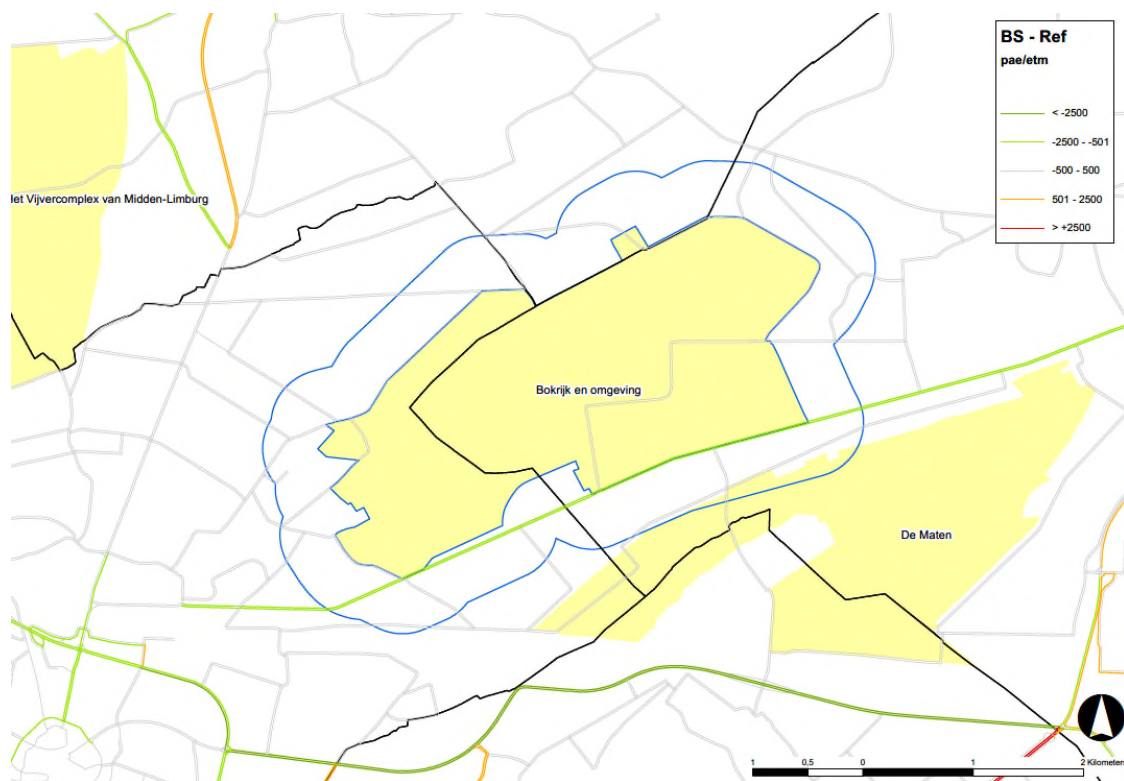 BS - Ref
pae/etm
< -2500
-2500 - -501
-500 - 500
501 - 2500
> +2500
Het Vijvercomplex van Midden-Limburg
Bokrijk en omgeving
De Maten
1 0.5 0 1 2 Kilometers